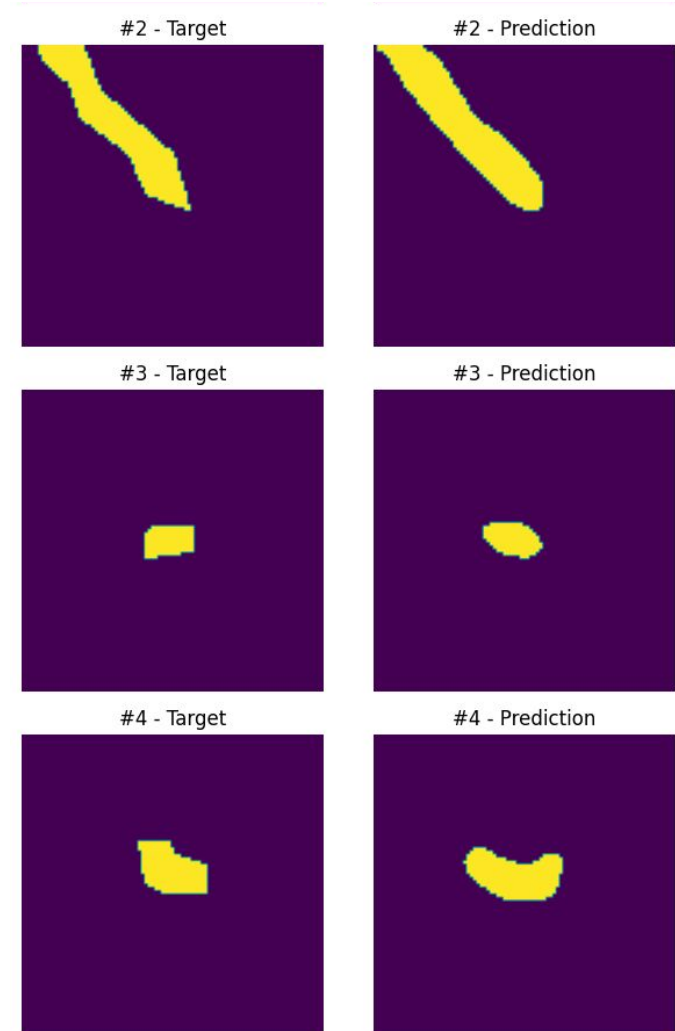 #2 - Target
#2 - Prediction
#3 - Target
#3 - Prediction
#4 - Target
#4 - Prediction